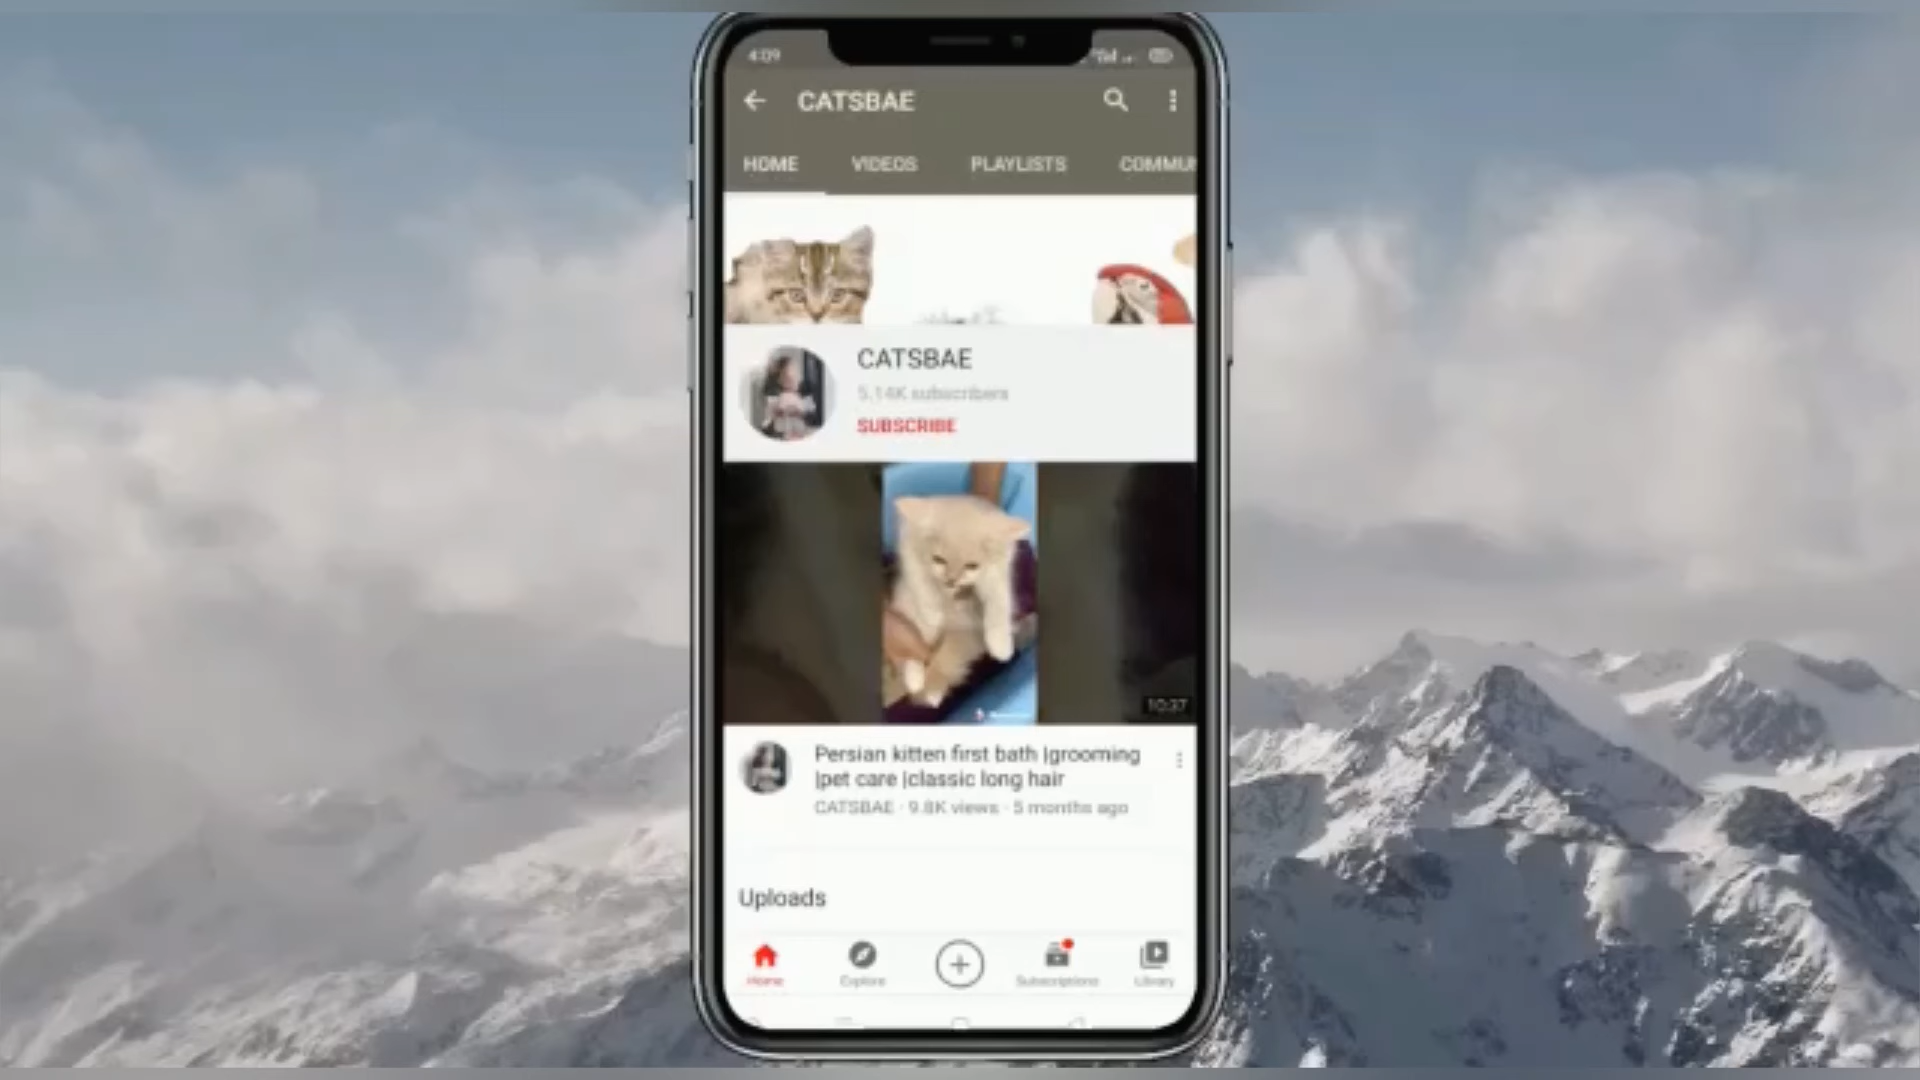 4:09
CATSBAE
HOME VIDEOS PLAYLISTS COMMUN
CATSBAE
5.14K subscribers
SUBSCRIBE
10:37
Persian kitten first bath |grooming
|pet care |classic long hair
CATSBAE · 9.8K views · 5 months ago
Uploads
Home Explore Subscriptions Library